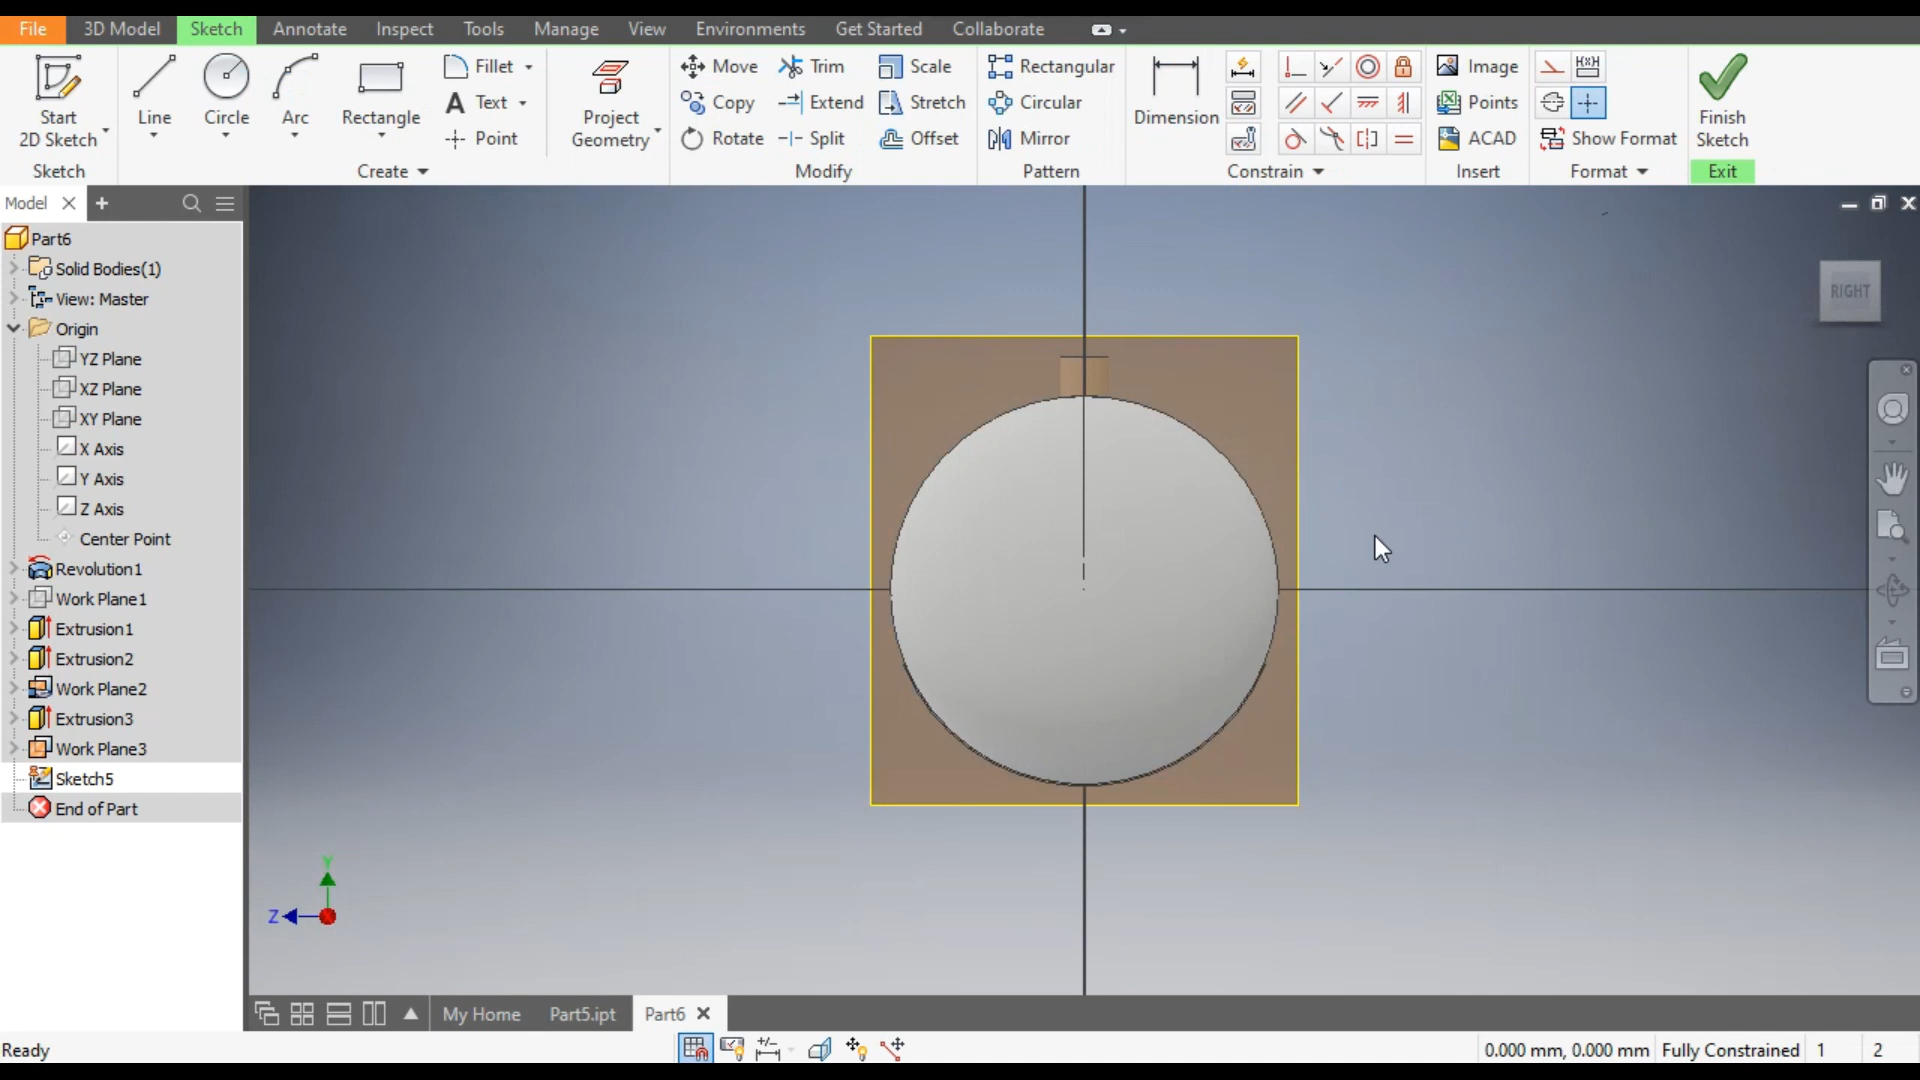 File 3D Model Sketch Annotate Inspect Tools Manage View Environments Get Started Collaborate
Start 2D Sketch
Line
Circle
Arc
Rectangle
Fillet
Text
Point
Project Geometry
Move
Copy
Rotate
Trim
Extend
Split
Scale
Stretch
Offset
Rectangular
Circular
Mirror
Dimension
Image
Points
ACAD
Show Format
Finish Sketch
Sketch Create Modify Pattern Constrain Insert Format Exit
Model
Part6
Solid Bodies(1)
View: Master
Origin
YZ Plane
XZ Plane
XY Plane
X Axis
Y Axis
Z Axis
Center Point
Revolution1
Work Plane1
Extrusion1
Extrusion2
Work Plane2
Extrusion3
Work Plane3
Sketch5
End of Part
RIGHT
Y
Z
My Home Part5.ipt Part6
Ready 0.000 mm, 0.000 mm Fully Constrained 1 2